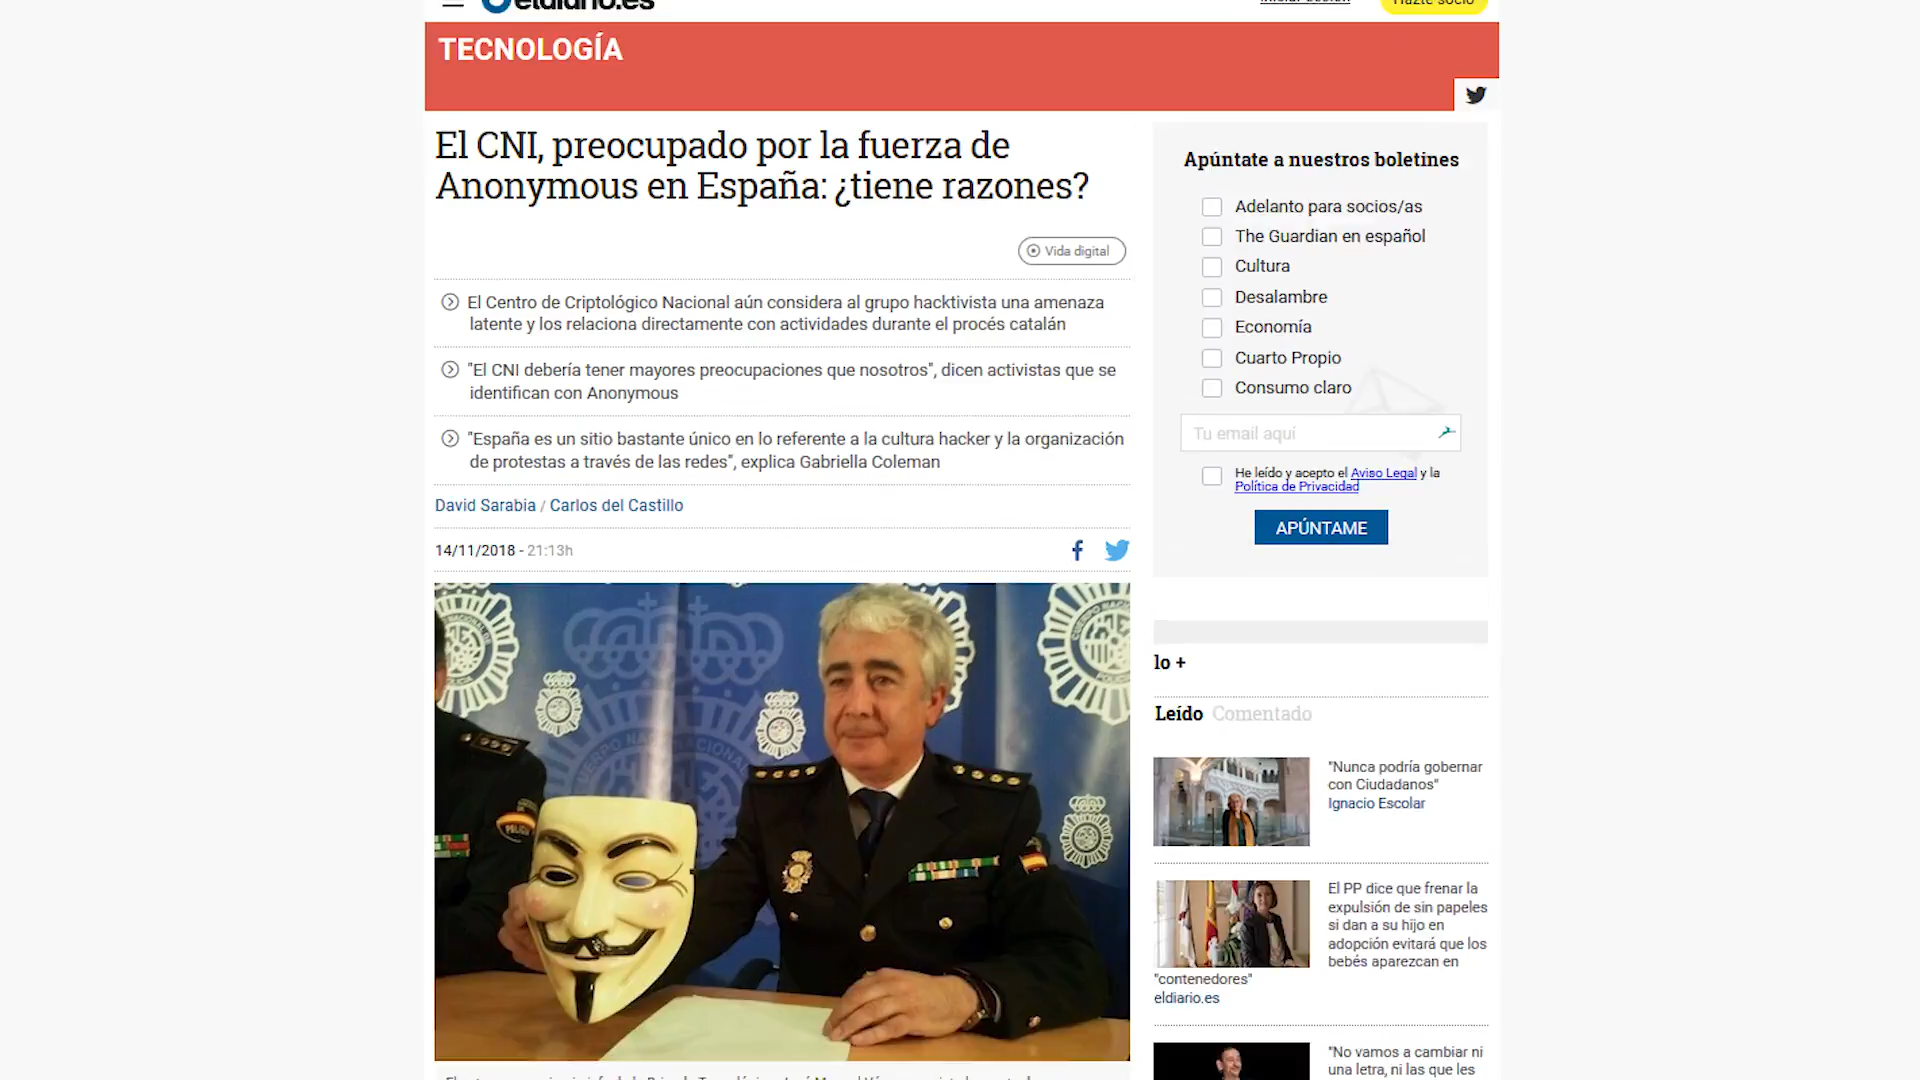 eldiario.es
Hazte socio
TECNOLOGÍA
El CNI, preocupado por la fuerza de
Anonymous en España: ¿tiene razones?
Vida digital
El Centro de Criptológico Nacional aún considera al grupo hacktivista una amenaza
latente y los relaciona directamente con actividades durante el procés catalán
"El CNI debería tener mayores preocupaciones que nosotros", dicen activistas que se
identifican con Anonymous
"España es un sitio bastante único en lo referente a la cultura hacker y la organización
de protestas a través de las redes", explica Gabriella Coleman
David Sarabia / Carlos del Castillo
14/11/2018 - 21:13h
POLICIA
Apúntate a nuestros boletines
Adelanto para socios/as
The Guardian en español
Cultura
Desalambre
Economía
Cuarto Propio
Consumo claro
Tu email aquí
He leído y acepto el Aviso Legal y la
Política de Privacidad
APÚNTAME
lo +
Leído Comentado
"Nunca podría gobernar
con Ciudadanos"
Ignacio Escolar
El PP dice que frenar la
expulsión de sin papeles
si dan a su hijo en
adopción evitará que los
bebés aparezcan en
"contenedores"
eldiario.es
"No vamos a cambiar ni
una letra, ni las que les